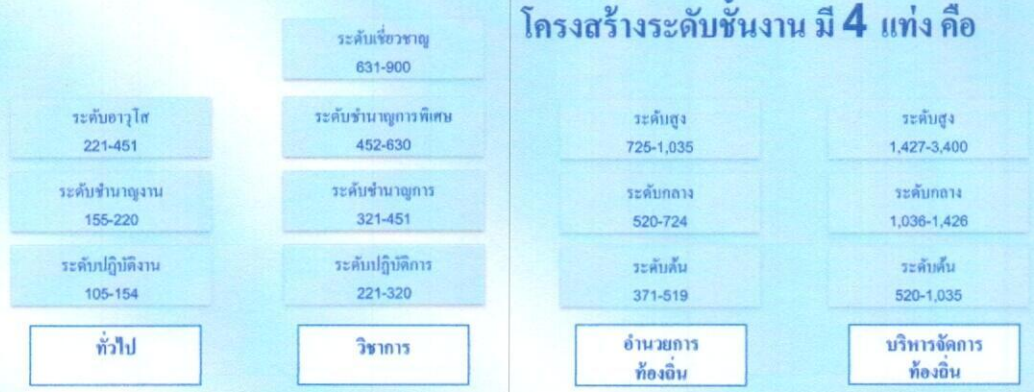 โครงสร้างระดับชั้นงาน มี 4 แท่ง คือ
ระดับเชี่ยวชาญ
631-900
ระดับอาวุโส
221-451
ระดับชำนาญการพิเศษ
452-630
ระดับสูง
725-1,035
ระดับสูง
1,427-3,400
ระดับชำนาญงาน
155-220
ระดับชำนาญการ
321-451
ระดับกลาง
520-724
ระดับกลาง
1,036-1,426
ระดับปฏิบัติงาน
105-154
ระดับปฏิบัติการ
221-320
ระดับต้น
371-519
ระดับต้น
520-1,035
ทั่วไป
วิชาการ
อำนวยการ
ท้องถิ่น
บริหารจัดการ
ท้องถิ่น